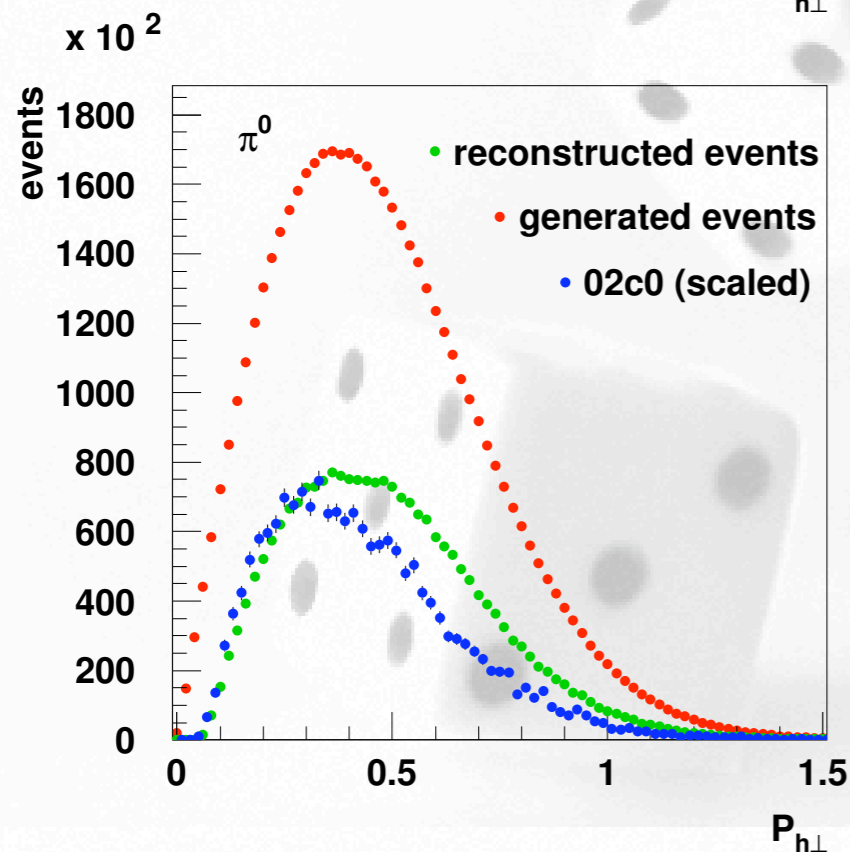 h⊥
x 10 2
events
π0
reconstructed events
generated events
02c0 (scaled)
1800
1600
1400
1200
1000
800
600
400
200
0
0 0.5 1 1.5
Ph⊥